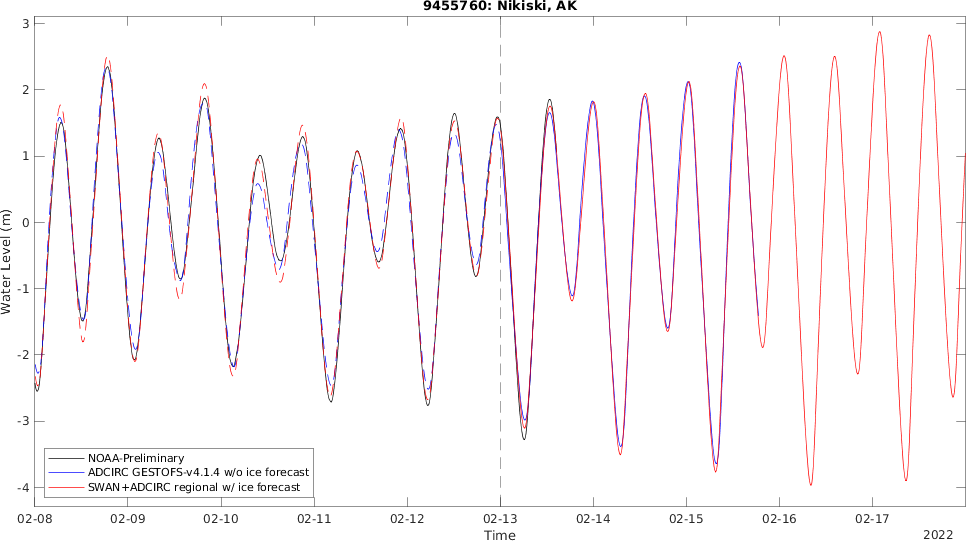 9455760: Nikiski, AK
3
2
1
0
-1
-2
-3
-4
Water Level (m)
NOAA-Preliminary
ADCIRC GESTOFS-v4.1.4 w/o ice forecast
SWAN+ADCIRC regional w/ ice forecast
02-08 02-09 02-10 02-11 02-12 02-13 02-14 02-15 02-16 02-17
Time
2022